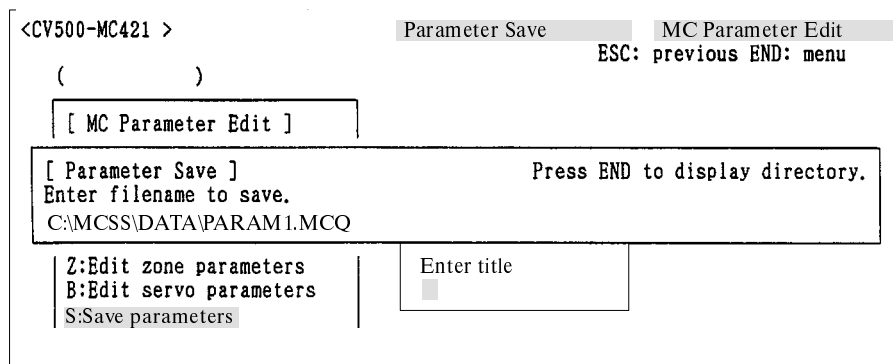 <CV500-MC421 > Parameter Save MC Parameter Edit
ESC: previous END: menu
( )
[ MC Parameter Edit ]
[ Parameter Save ] Press END to display directory.
Enter filename to save.
C:\MCSS\DATA\PARAM1.MCQ
Z:Edit zone parameters Enter title
B:Edit servo parameters
S:Save parameters